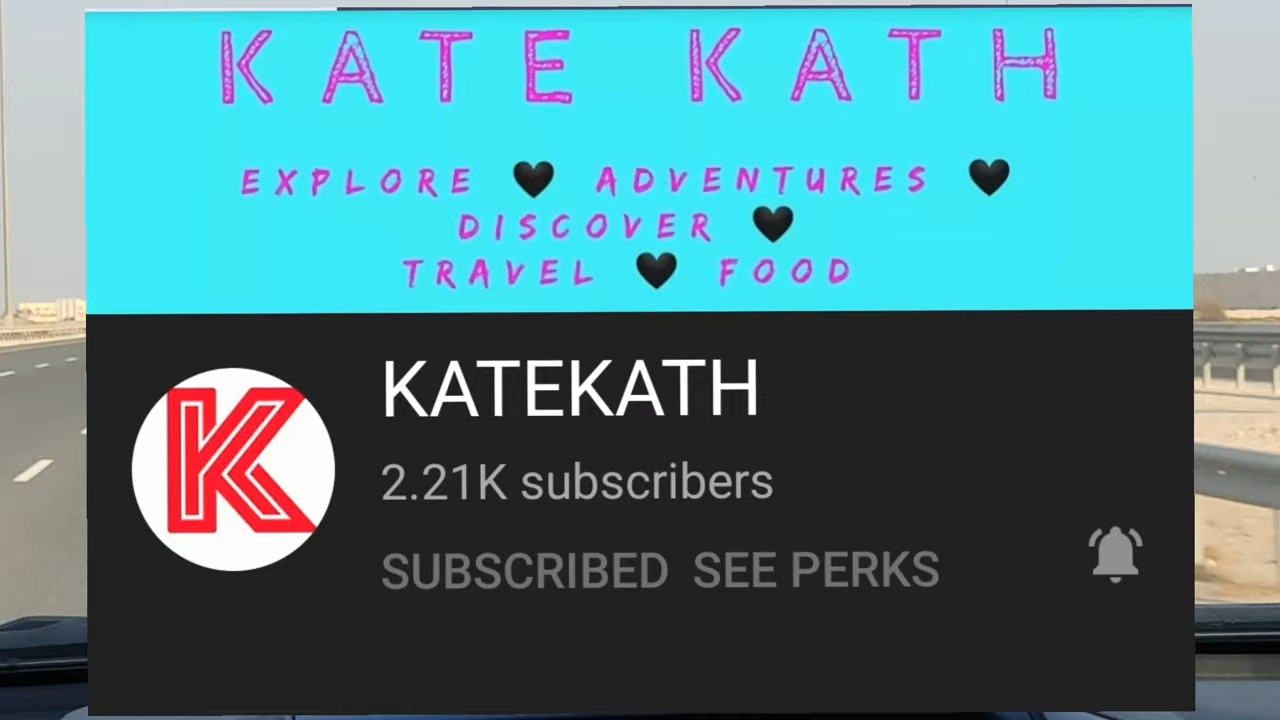 KATE KATH
EXPLORE 🖤 ADVENTURES 🖤
DISCOVER 🖤
TRAVEL 🖤 FOOD
K
KATEKATH
2.21K subscribers
SUBSCRIBED SEE PERKS